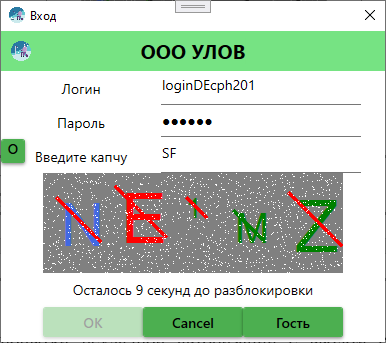 Вход
ООО УЛОВ
Логин
loginDEcph201
Пароль
••••••
О
Введите капчу
SF
N E ' M Z
Осталось 9 секунд до разблокировки
OK
Cancel
Гость